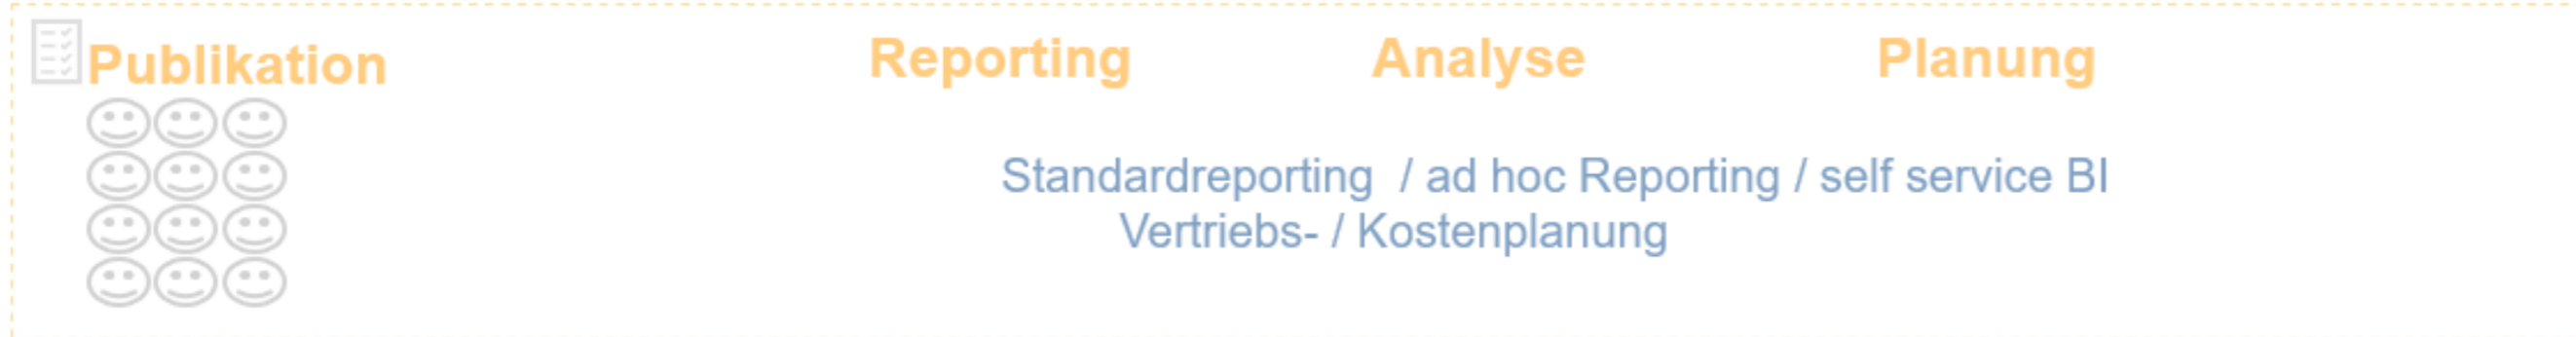 Publikation
Reporting
Analyse
Planung
Standardreporting / ad hoc Reporting / self service BI
Vertriebs- / Kostenplanung